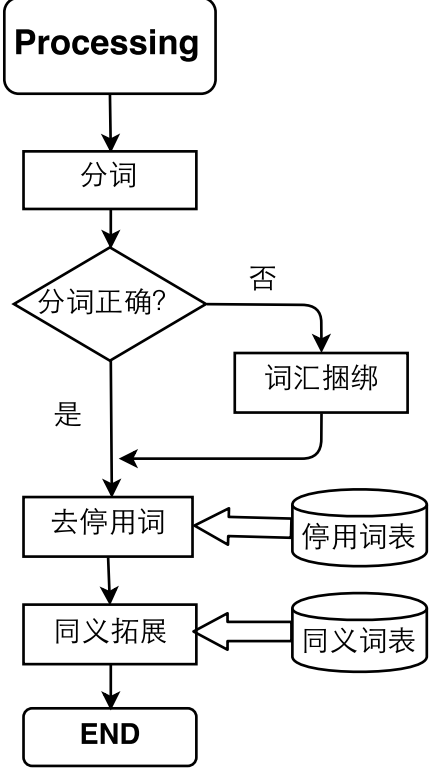 Processing
分词
分词正确?
否
词汇捆绑
是
去停用词
停用词表
同义拓展
同义词表
END